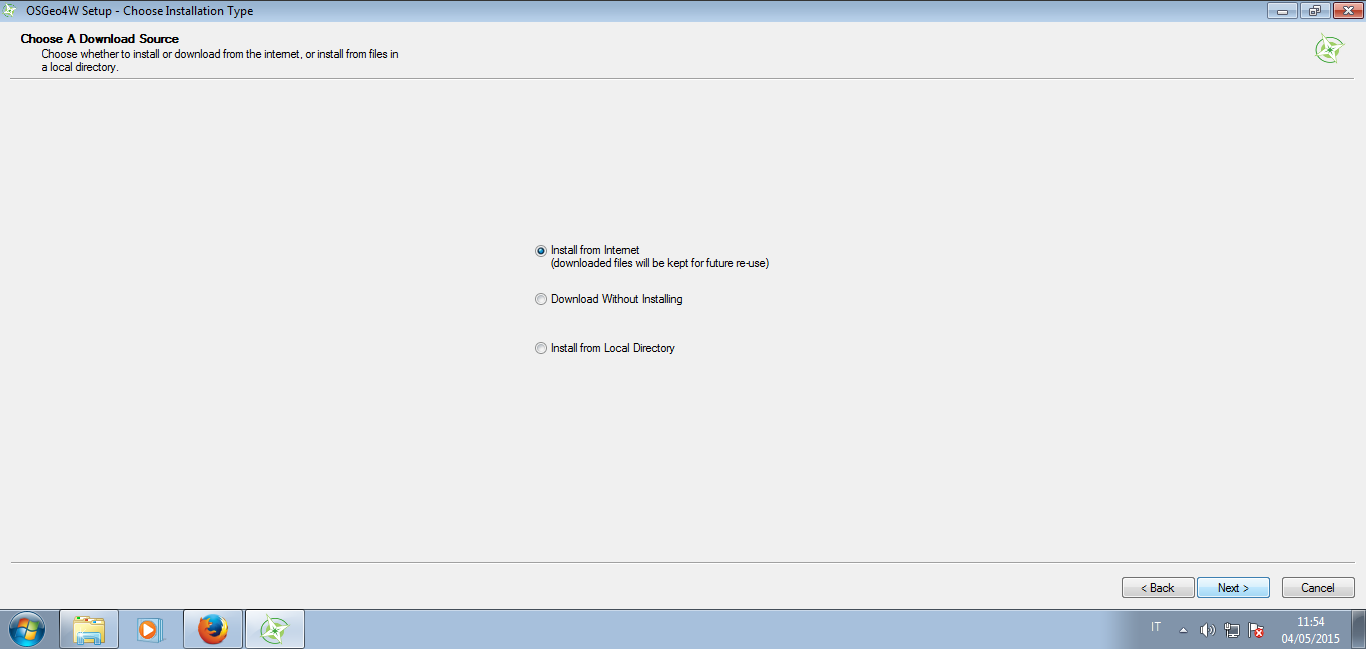 OSGeo4W Setup - Choose Installation Type
Choose A Download Source
Choose whether to install or download from the internet, or install from files in
a local directory.
Install from Internet
(downloaded files will be kept for future re-use)
Download Without Installing
Install from Local Directory
< Back
Next >
Cancel
IT
11:54
04/05/2015